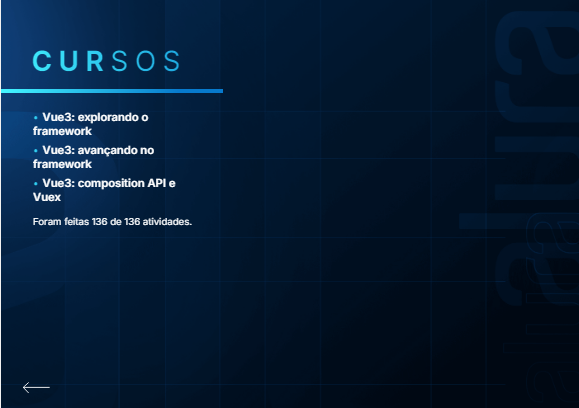 CURSOS
• Vue3: explorando o
framework
• Vue3: avançando no
framework
• Vue3: composition API e
Vuex
Foram feitas 136 de 136 atividades.
alura
alura